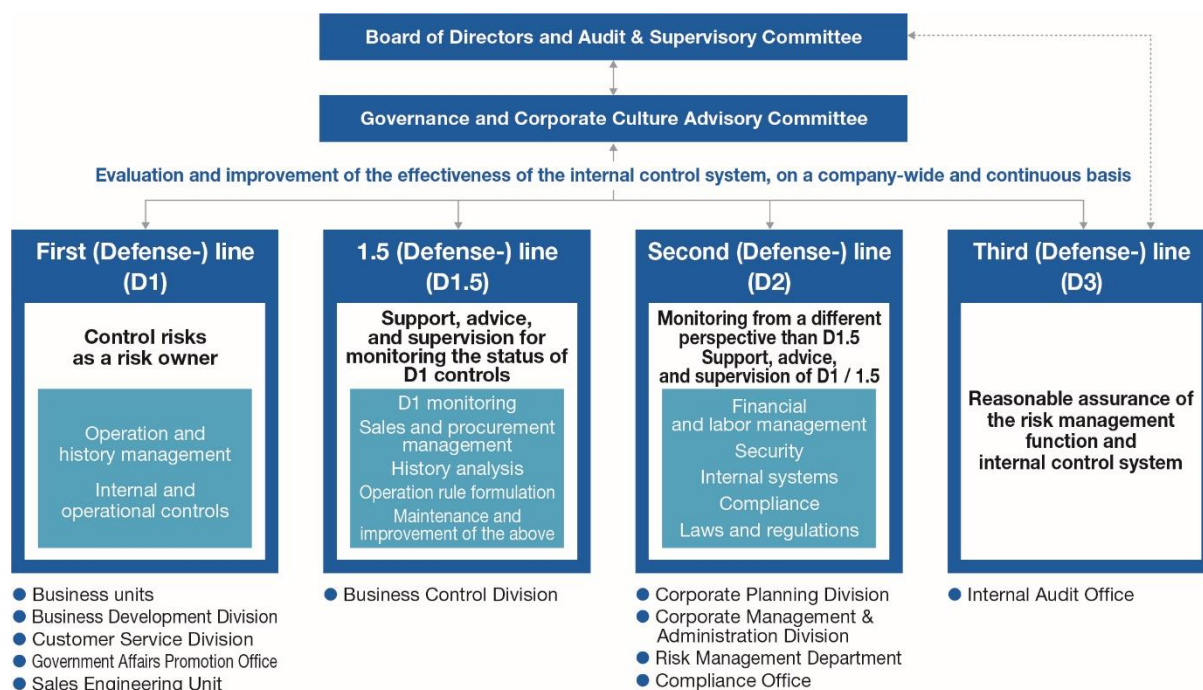 Board of Directors and Audit & Supervisory Committee
Governance and Corporate Culture Advisory Committee
Evaluation and improvement of the effectiveness of the internal control system, on a company-wide and continuous basis
First (Defense-) line
(D1)
Control risks
as a risk owner
Operation and
history management
Internal and
operational controls
● Business units
● Business Development Division
● Customer Service Division
● Government Affairs Promotion Office
● Sales Engineering Unit
1.5 (Defense-) line
(D1.5)
Support, advice,
and supervision for
monitoring the status of
D1 controls
D1 monitoring
Sales and procurement
management
History analysis
Operation rule formulation
Maintenance and
improvement of the above
● Business Control Division
Second (Defense-) line
(D2)
Monitoring from a different
perspective than D1.5
Support, advice,
and supervision of D1 / 1.5
Financial
and labor management
Security
Internal systems
Compliance
Laws and regulations
● Corporate Planning Division
● Corporate Management &
Administration Division
● Risk Management Department
● Compliance Office
Third (Defense-) line
(D3)
Reasonable assurance of
the risk management
function and
internal control system
● Internal Audit Office